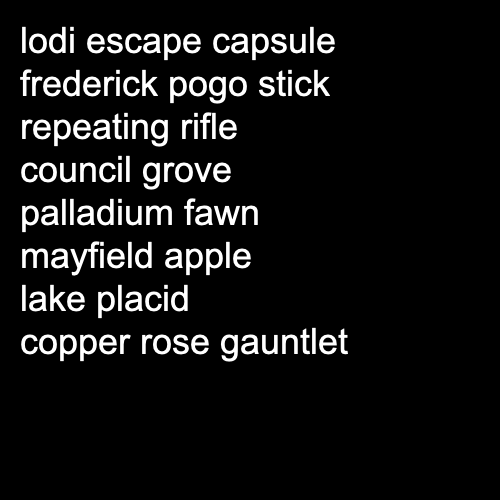 lodi escape capsule
frederick pogo stick
repeating rifle
council grove
palladium fawn
mayfield apple
lake placid
copper rose gauntlet